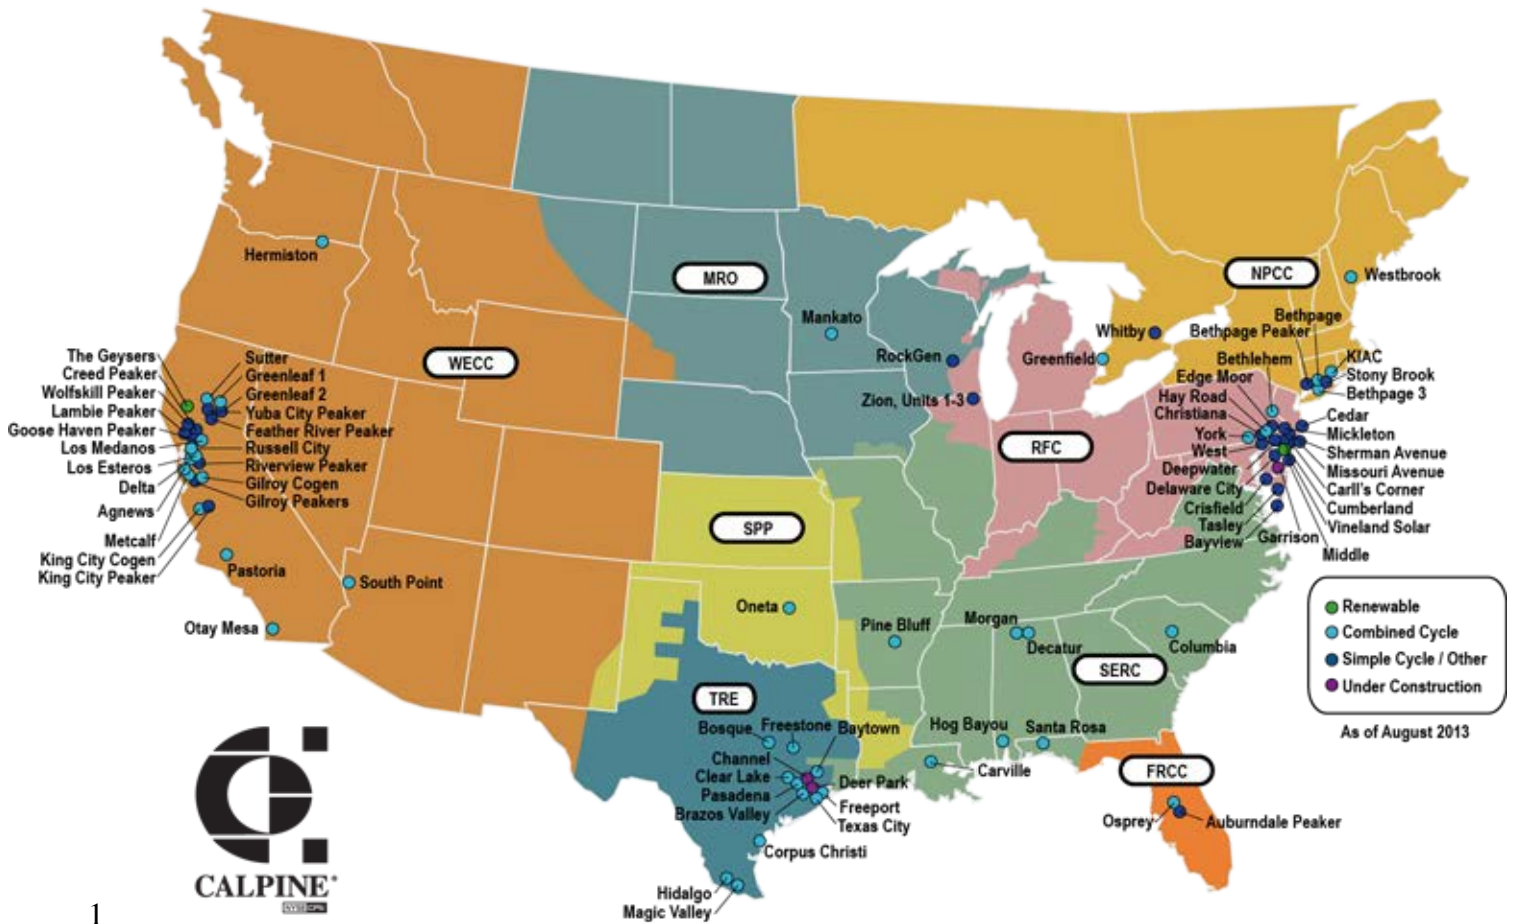 Hermiston
MRO
NPCC
Westbrook
Mankato
Bethpage
Whitby
Bethpage Peaker
WECC
RockGen
Greenfield
Bethlehem
KIAC
Edge Moor
Stony Brook
Hay Road
Bethpage 3
Christiana
Zion, Units 1-3
RFC
York
West
Deepwater
Delaware City
Crisfield
Tasley
Bayview
Cedar
Mickleton
Sherman Avenue
Missouri Avenue
Carll's Corner
Cumberland
Vineland Solar
Garrison
Middle
The Geysers
Creed Peaker
Wolfskill Peaker
Lambie Peaker
Goose Haven Peaker
Los Medanos
Los Esteros
Delta
Agnews
Metcalf
King City Cogen
King City Peaker
Sutter
Greenleaf 1
Greenleaf 2
Yuba City Peaker
Feather River Peaker
Russell City
Riverview Peaker
Gilroy Cogen
Gilroy Peakers
Pastoria
South Point
Otay Mesa
SPP
Oneta
Pine Bluff
Morgan
Decatur
Columbia
SERC
TRE
Bosque
Freestone
Baytown
Channel
Clear Lake
Deer Park
Pasadena
Brazos Valley
Freeport
Texas City
Corpus Christi
Hidalgo
Magic Valley
Hog Bayou
Santa Rosa
Carville
FRCC
Osprey
Auburndale Peaker
Renewable
Combined Cycle
Simple Cycle / Other
Under Construction
As of August 2013
CALPINE®
1